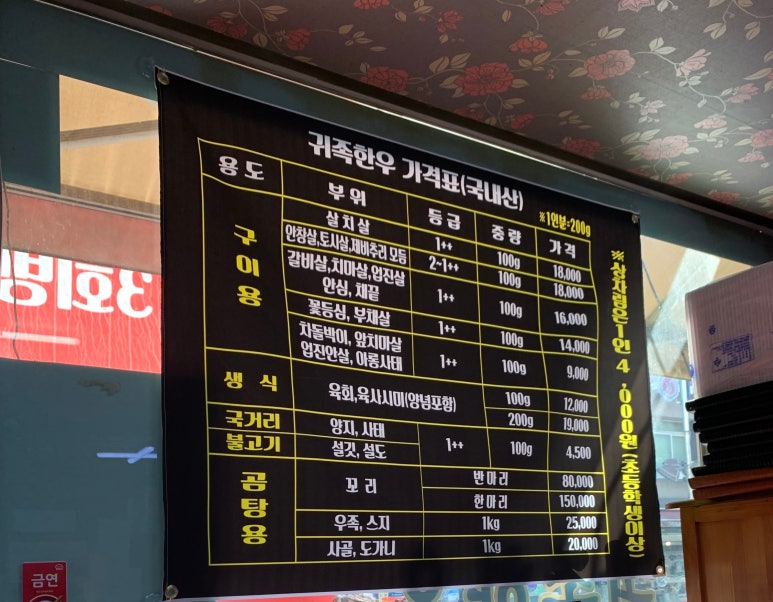 귀족한우 가격표(국내산)
※1인분=200g
용도 부위 등급 중량 가격
구이용
살치살 1++ 100g 18,000
안창살,토시살,제비추리 모듬 2~1++ 100g 18,000
갈비살,치마살,업진살
안심, 채끝 1++ 100g 16,000
꽃등심, 부채살 1++ 100g 14,000
차돌박이, 앞치마살
업진안살, 아롱사태 1++ 100g 9,000
생식 육회,육사시미(양념포함) 100g 12,000
200g 19,000
국거리 양지, 사태
불고기 설깃, 설도 1++ 100g 4,500
곰탕용
꼬리 반마리 80,000
한마리 150,000
우족, 스지 1kg 25,000
사골, 도가니 1kg 20,000
※상차림은1인 4,000원(초등학생이상)
금연